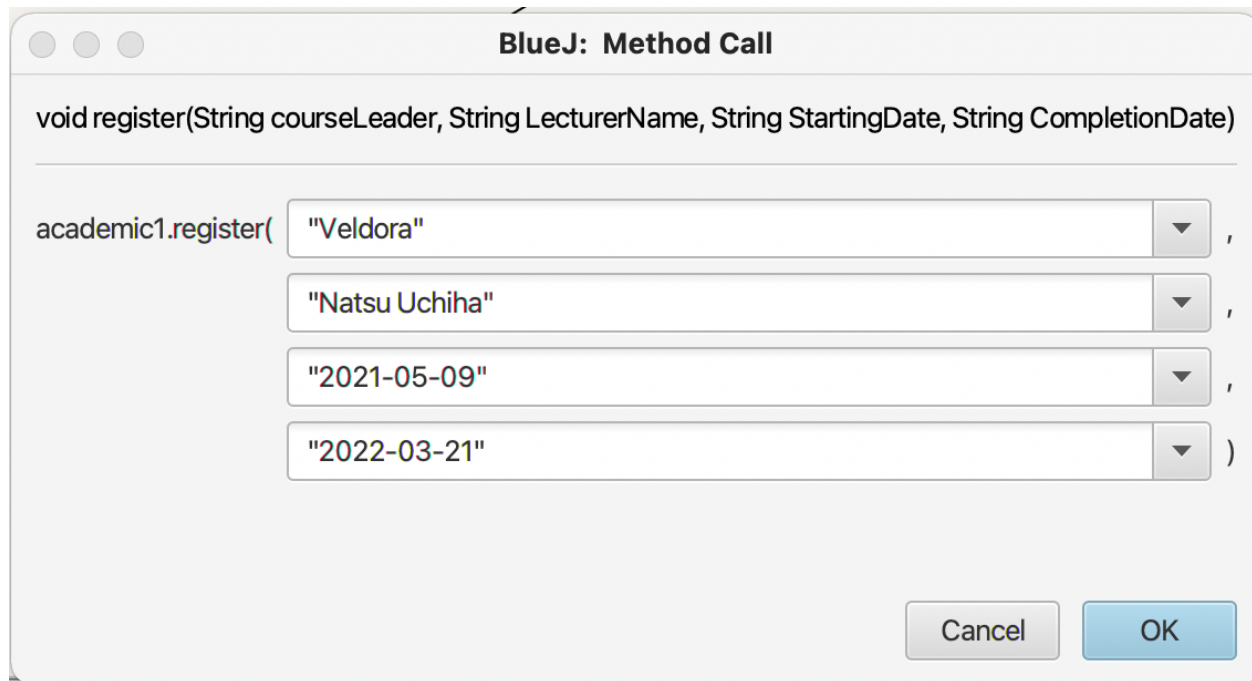 BlueJ: Method Call
void register(String courseLeader, String LecturerName, String StartingDate, String CompletionDate)
academic1.register( "Veldora" ,
"Natsu Uchiha" ,
"2021-05-09" ,
"2022-03-21" )
Cancel OK